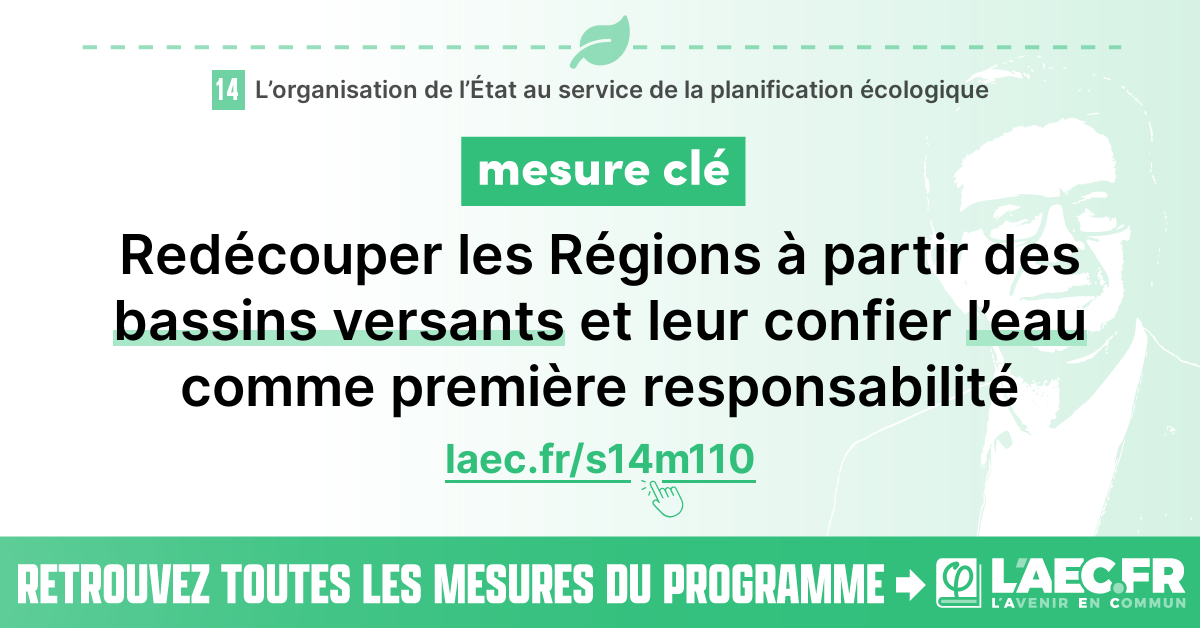 14 L’organisation de l’État au service de la planification écologique
mesure clé
Redécouper les Régions à partir des
bassins versants et leur confier l’eau
comme première responsabilité
laec.fr/s14m110
RETROUVEZ TOUTES LES MESURES DU PROGRAMME
φ L’AEC.FR
L’AVENIR EN COMMUN